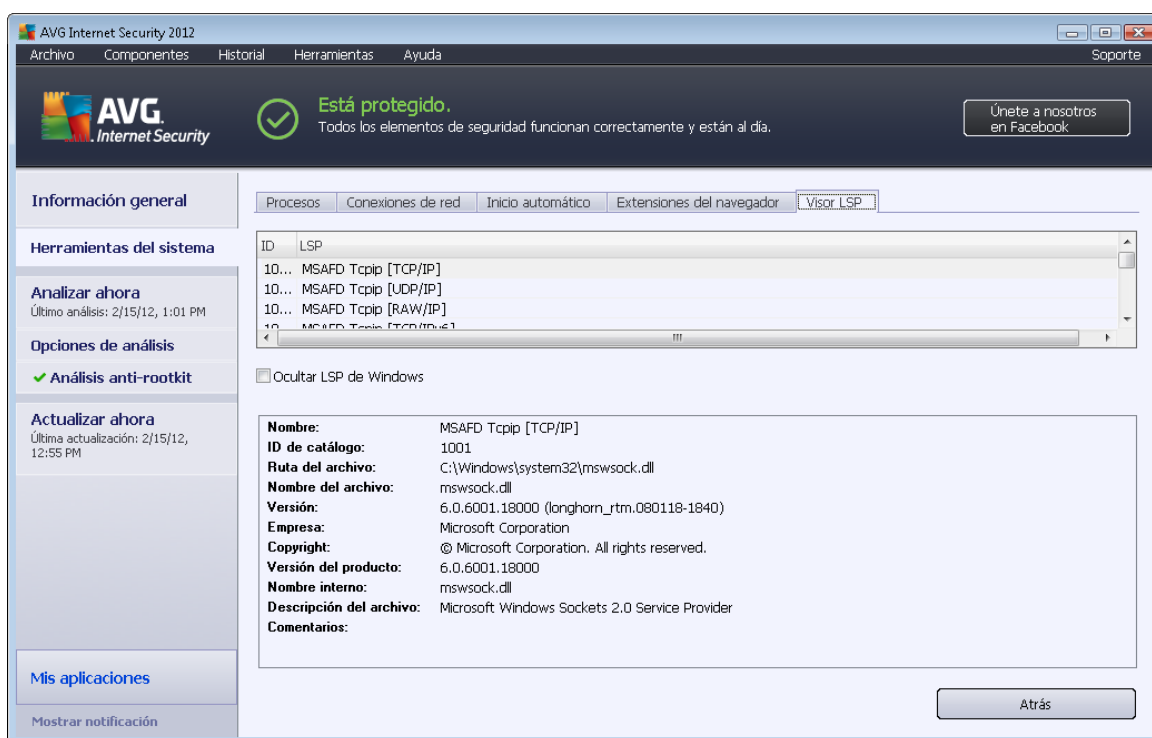 AVG Internet Security 2012
Archivo Componentes Historial Herramientas Ayuda Soporte
AVG.
Internet Security
Está protegido.
Todos los elementos de seguridad funcionan correctamente y están al día.
Únete a nosotros
en Facebook
Información general
Herramientas del sistema
Analizar ahora
Último análisis: 2/15/12, 1:01 PM
Opciones de análisis
Análisis anti-rootkit
Actualizar ahora
Última actualización: 2/15/12,
12:55 PM
Mis aplicaciones
Mostrar notificación
Procesos Conexiones de red Inicio automático Extensiones del navegador Visor LSP
ID LSP
10... MSAFD Tcpip [TCP/IP]
10... MSAFD Tcpip [UDP/IP]
10... MSAFD Tcpip [RAW/IP]
10... MSAFD Tcpip [TCP/IPv6]
Ocultar LSP de Windows
Nombre: MSAFD Tcpip [TCP/IP]
ID de catálogo: 1001
Ruta del archivo: C:\Windows\system32\mswsock.dll
Nombre del archivo: mswsock.dll
Versión: 6.0.6001.18000 (longhorn_rtm.080118-1840)
Empresa: Microsoft Corporation
Copyright: © Microsoft Corporation. All rights reserved.
Versión del producto: 6.0.6001.18000
Nombre interno: mswsock.dll
Descripción del archivo: Microsoft Windows Sockets 2.0 Service Provider
Comentarios:
Atrás